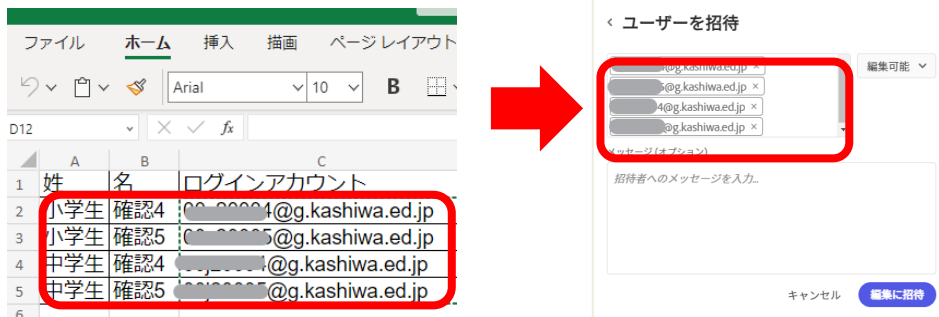 ファイル ホーム 挿入 描画 ページ レイアウト
Arial 10 B
D12 fx
A B C
1 姓 名 ログインアカウント
2 小学生 確認4 @g.kashiwa.ed.jp
3 小学生 確認5 @g.kashiwa.ed.jp
4 中学生 確認4 @g.kashiwa.ed.jp
5 中学生 確認5 @g.kashiwa.ed.jp
6
ユーザーを招待
@g.kashiwa.ed.jp ×
編集可能
5@g.kashiwa.ed.jp ×
4@g.kashiwa.ed.jp ×
@g.kashiwa.ed.jp ×
メッセージ (オプション)
招待者へのメッセージを入力...
キャンセル 編集に招待